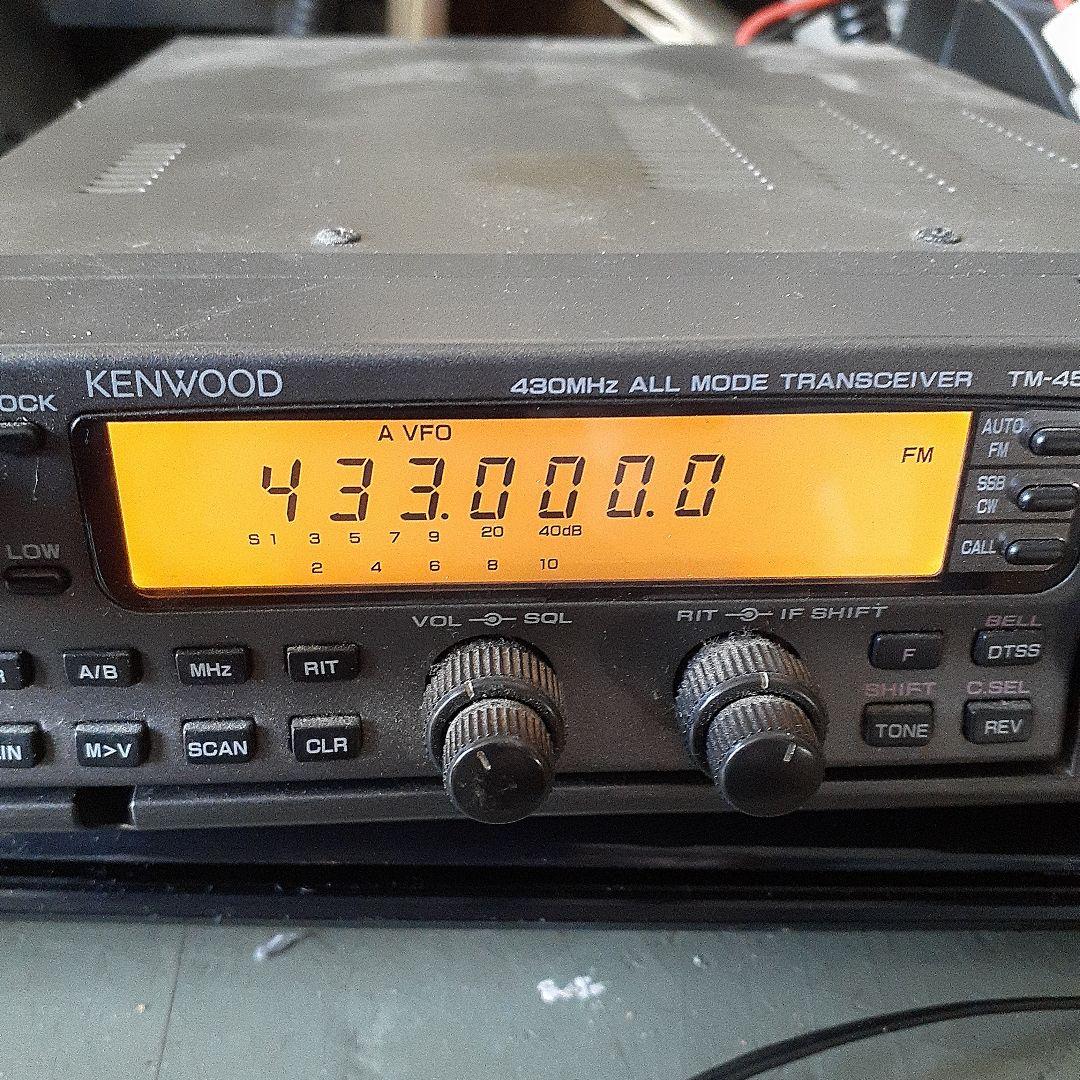 KENWOOD 430MHz ALL MODE TRANSCEIVER TM-45
OCK
A VFO
FM
433.000.0
S 1 3 5 7 9 20 40dB
2 4 6 8 10
AUTO
FM
SSB
CW
CALL
LOW
VOL SQL
RIT IF SHIFT
BELL
A/B MHz RIT
F DTSS
SHIFT C.SEL
M>V SCAN CLR
TONE REV